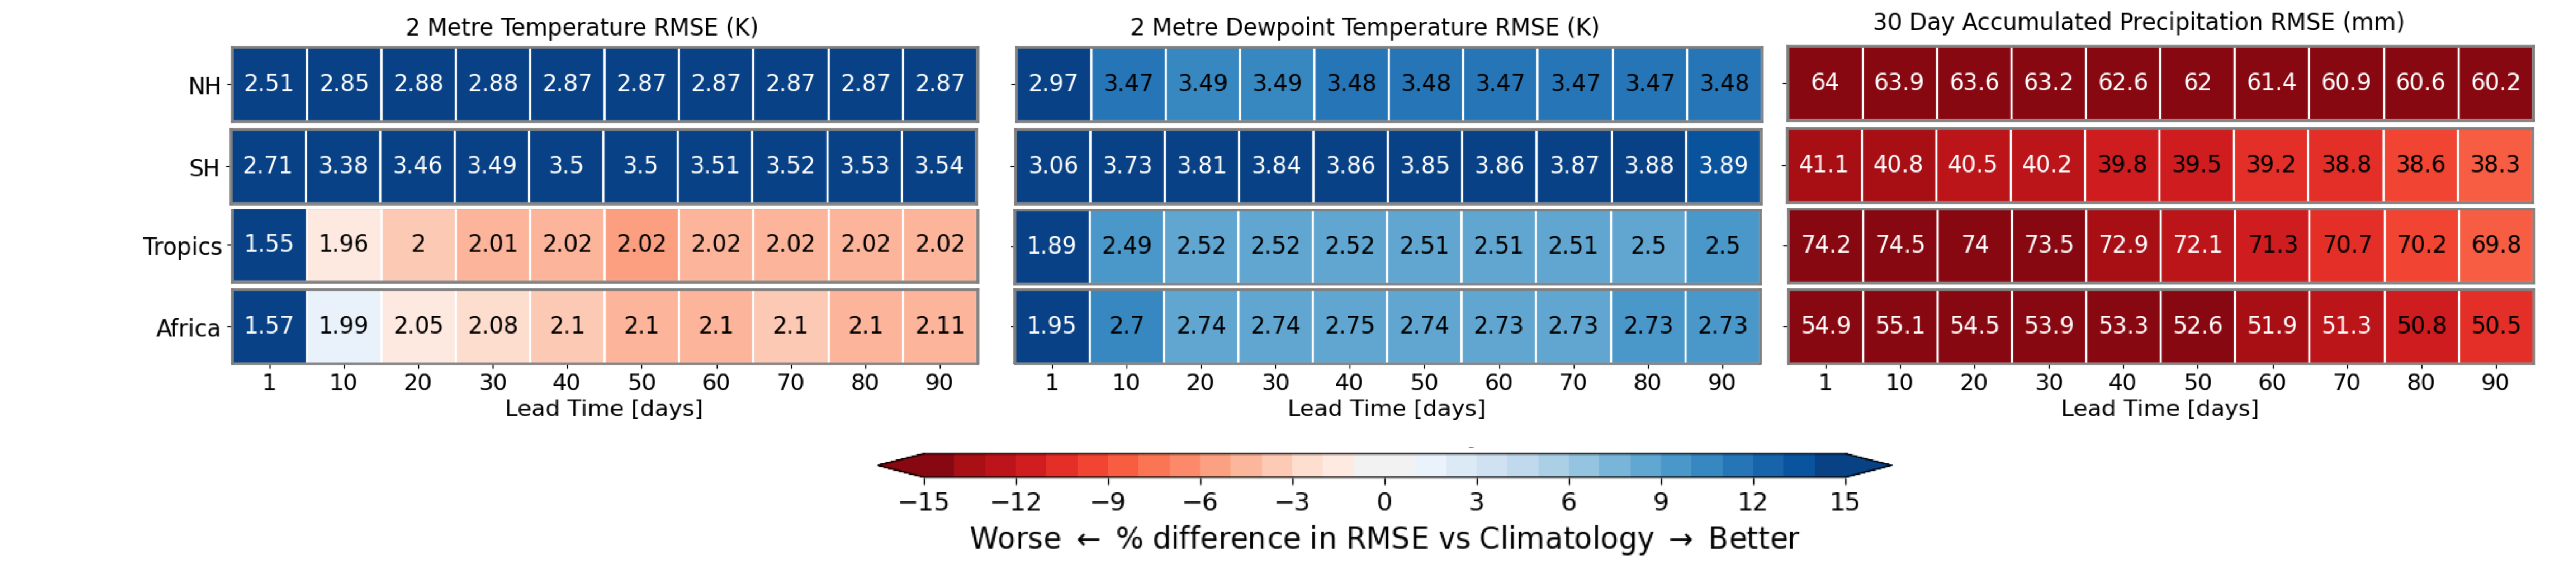 2 Metre Temperature RMSE (K)
2 Metre Dewpoint Temperature RMSE (K)
30 Day Accumulated Precipitation RMSE (mm)
NH 2.51 2.85 2.88 2.88 2.87 2.87 2.87 2.87 2.87 2.87
2.97 3.47 3.49 3.49 3.48 3.48 3.47 3.47 3.47 3.48
64 63.9 63.6 63.2 62.6 62 61.4 60.9 60.6 60.2
SH 2.71 3.38 3.46 3.49 3.5 3.5 3.51 3.52 3.53 3.54
3.06 3.73 3.81 3.84 3.86 3.85 3.86 3.87 3.88 3.89
41.1 40.8 40.5 40.2 39.8 39.5 39.2 38.8 38.6 38.3
Tropics 1.55 1.96 2 2.01 2.02 2.02 2.02 2.02 2.02 2.02
1.89 2.49 2.52 2.52 2.52 2.51 2.51 2.51 2.5 2.5
74.2 74.5 74 73.5 72.9 72.1 71.3 70.7 70.2 69.8
Africa 1.57 1.99 2.05 2.08 2.1 2.1 2.1 2.1 2.1 2.11
1.95 2.7 2.74 2.74 2.75 2.74 2.73 2.73 2.73 2.73
54.9 55.1 54.5 53.9 53.3 52.6 51.9 51.3 50.8 50.5
1 10 20 30 40 50 60 70 80 90
1 10 20 30 40 50 60 70 80 90
1 10 20 30 40 50 60 70 80 90
Lead Time [days]
Lead Time [days]
Lead Time [days]
−15 −12 −9 −6 −3 0 3 6 9 12 15
Worse ← % difference in RMSE vs Climatology → Better